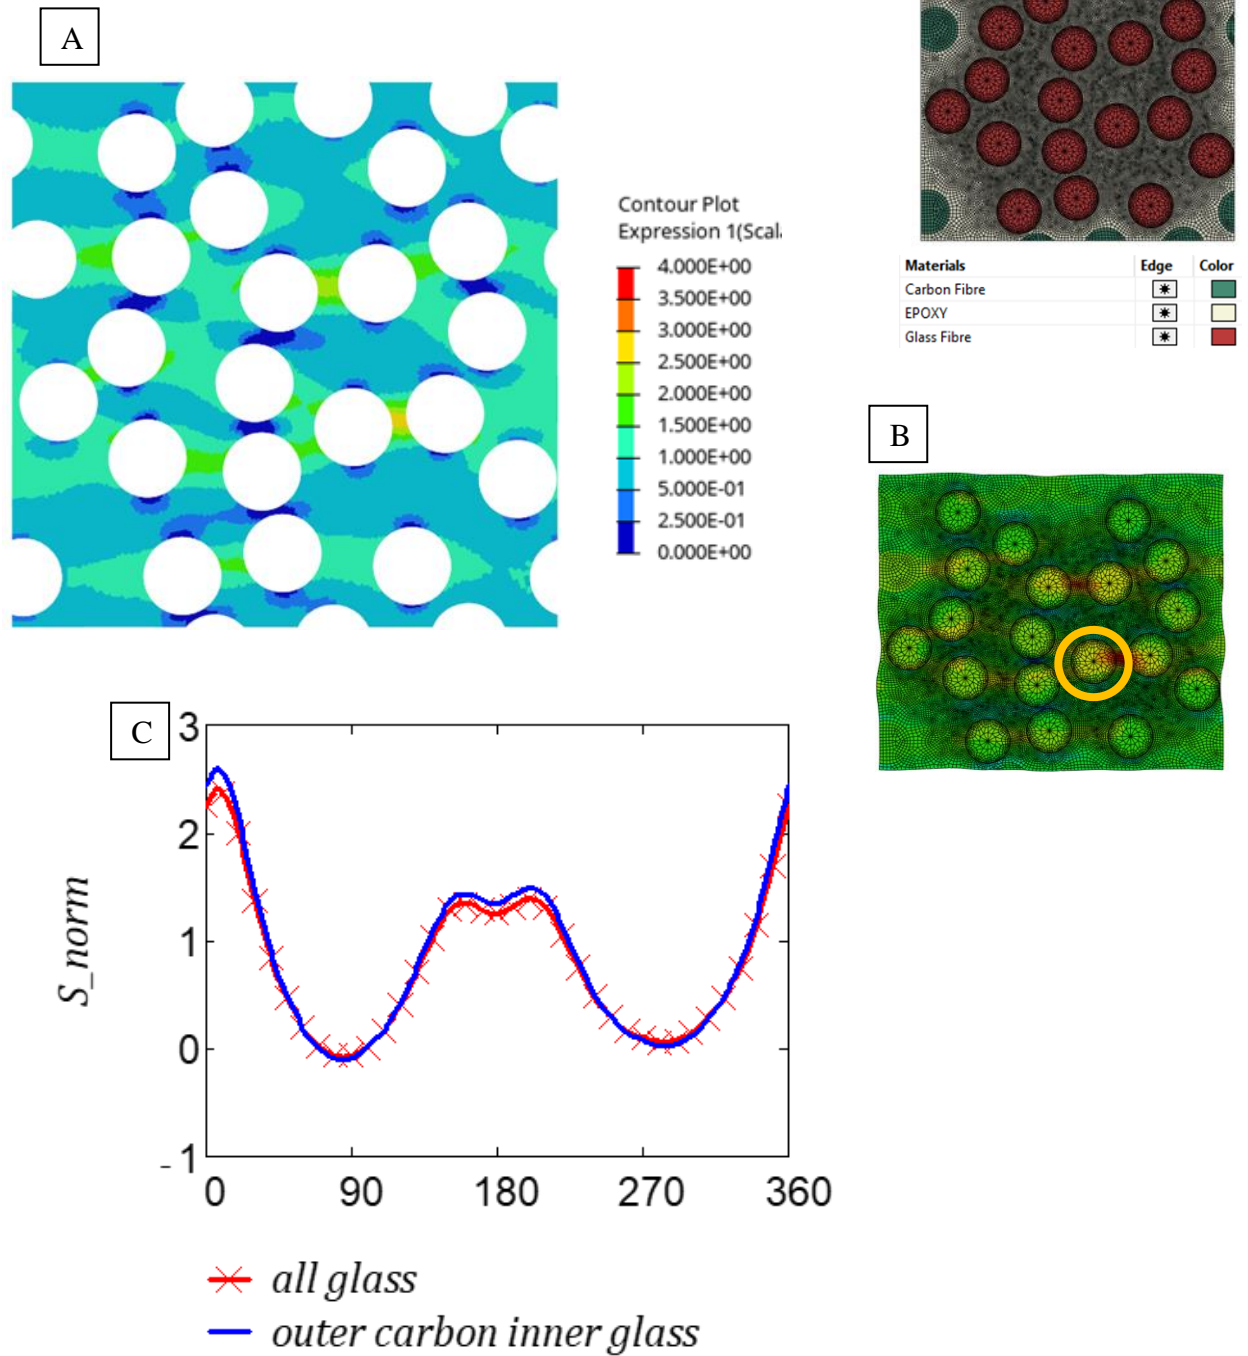 A
Contour Plot
Expression 1(Scal
4.000E+00
3.500E+00
3.000E+00
2.500E+00
2.000E+00
1.500E+00
1.000E+00
5.000E-01
2.500E-01
0.000E+00
Materials Edge Color
Carbon Fibre
EPOXY
Glass Fibre
B
C
3
2
1
0
-1
S_norm
0 90 180 270 360
all glass
outer carbon inner glass